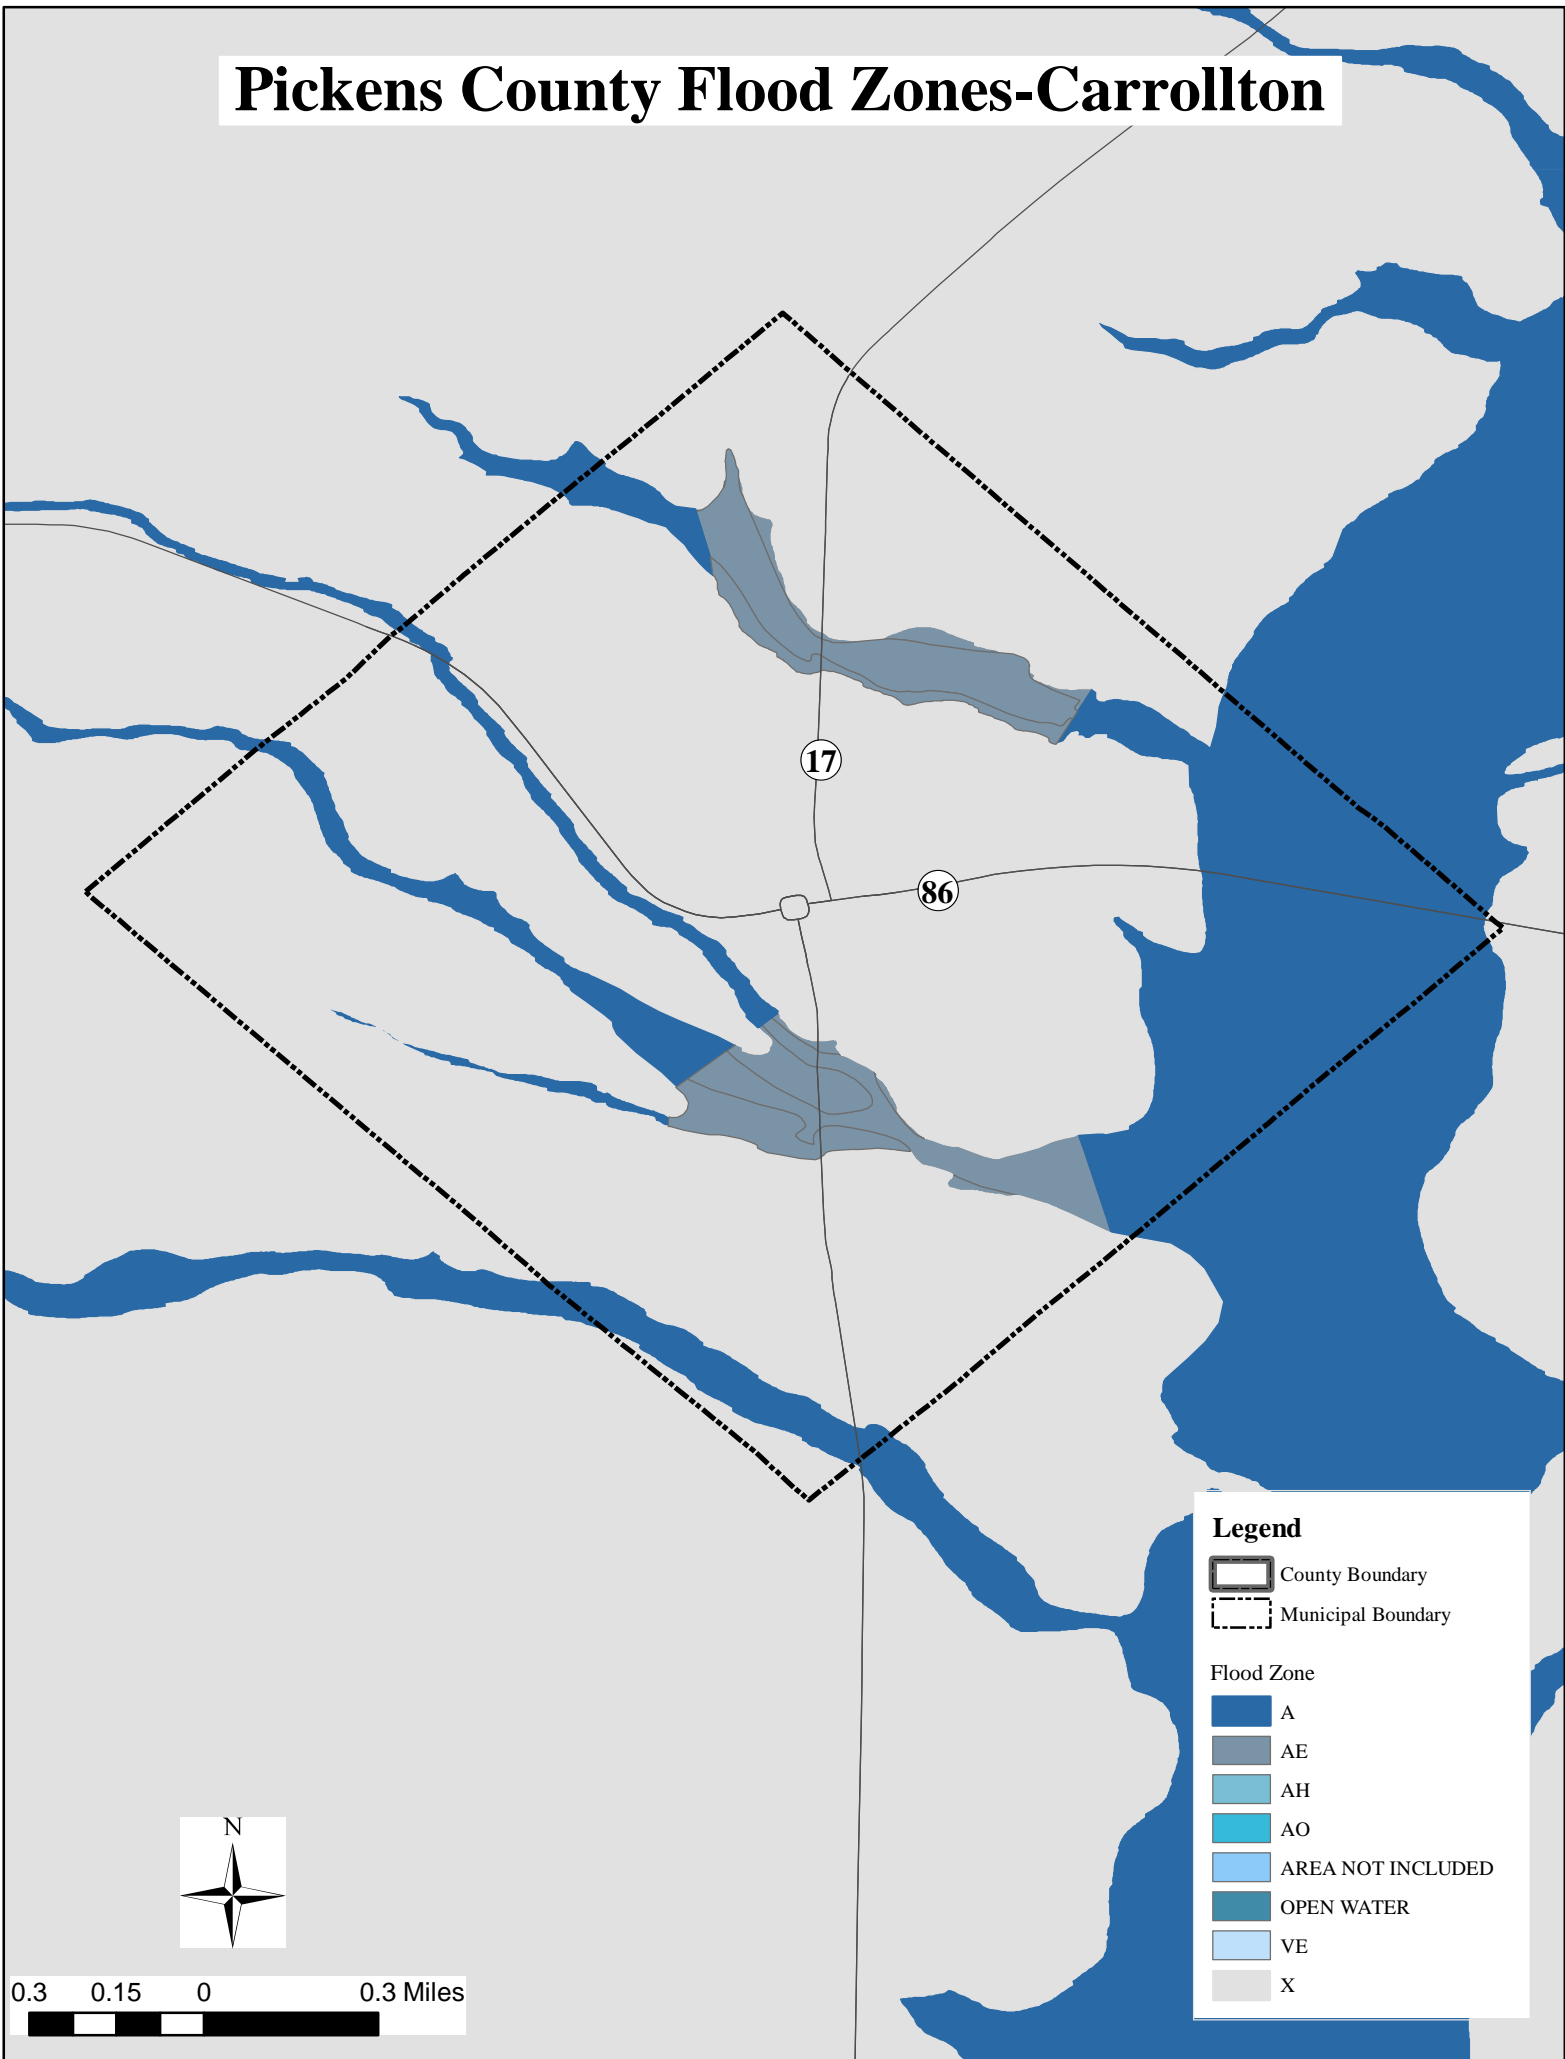 Pickens County Flood Zones-Carrollton
17
86
Legend
County Boundary
Municipal Boundary
Flood Zone
A
AE
AH
AO
AREA NOT INCLUDED
OPEN WATER
VE
X
N
0.3 0.15 0 0.3 Miles